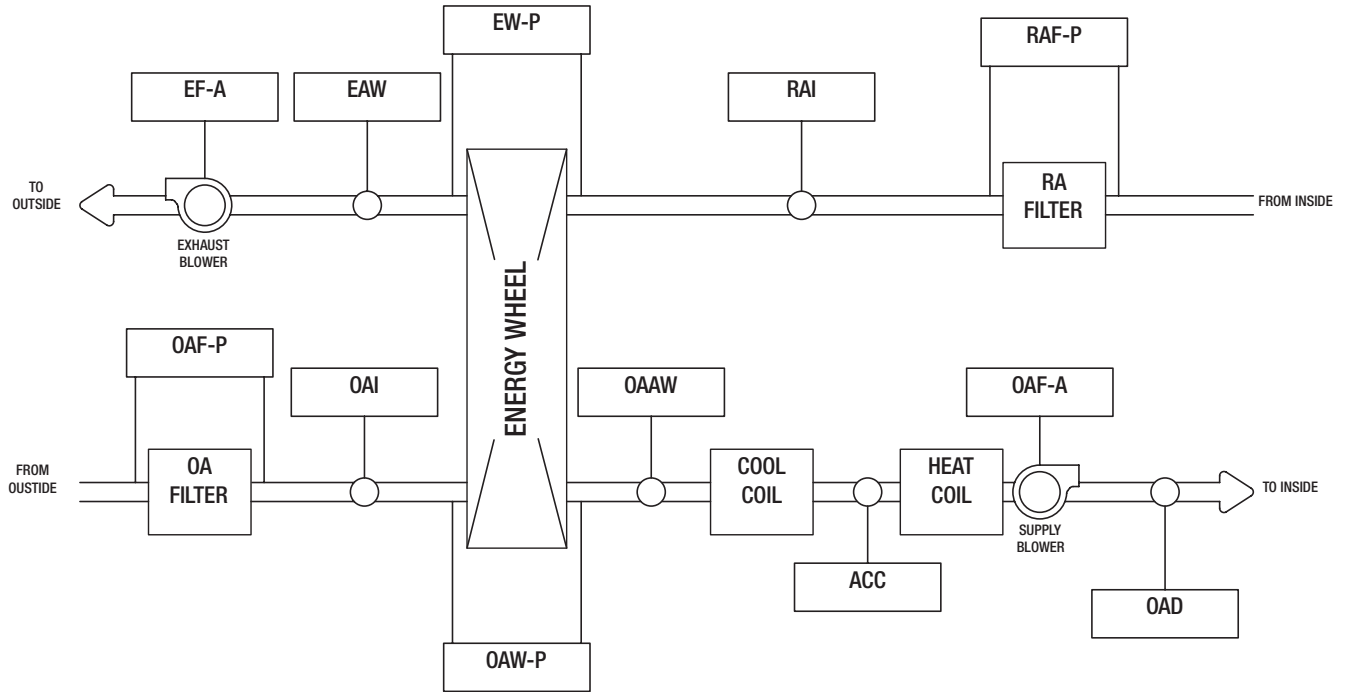 EW-P
RAF-P
EF-A
EAW
RAI
TO
OUTSIDE
RA
FILTER
FROM INSIDE
EXHAUST
BLOWER
ENERGY WHEEL
OAF-P
OAI
OAAW
OAF-A
FROM
OUSTIDE
OA
FILTER
COOL
COIL
HEAT
COIL
TO INSIDE
SUPPLY
BLOWER
ACC
OAD
OAW-P